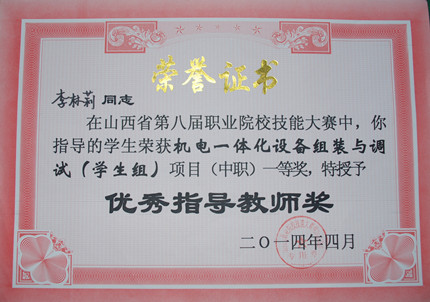 荣誉证书
李林莉 同志
在山西省第八届职业院校技能大赛中，你
指导的学生荣获机电一体化设备组装与调
试（学生组）项目（中职）一等奖，特授予
优秀指导教师奖
二〇一四年四月